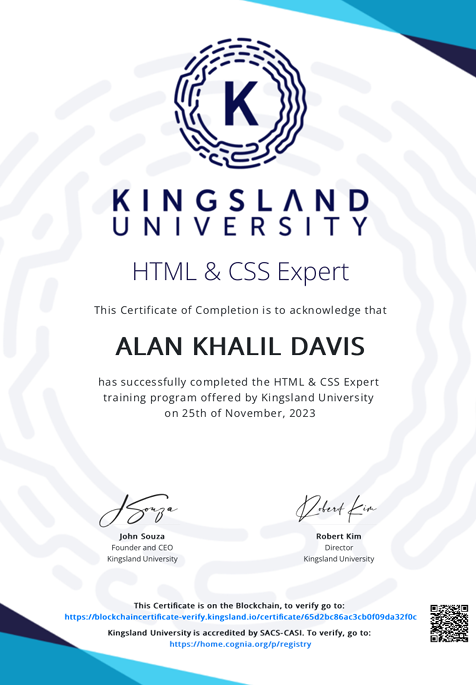 K
KINGSLAND
UNIVERSITY
HTML & CSS Expert
This Certificate of Completion is to acknowledge that
ALAN KHALIL DAVIS
has successfully completed the HTML & CSS Expert
training program offered by Kingsland University
on 25th of November, 2023
JSouza
Robert Kim
John Souza
Founder and CEO
Kingsland University
Robert Kim
Director
Kingsland University
This Certificate is on the Blockchain, to verify go to:
https://blockchaincertificate-verify.kingsland.io/certificate/65d2bc86ac3cb0f09da32f0c
Kingsland University is accredited by SACS-CASI. To verify, go to:
https://home.cognia.org/p/registry